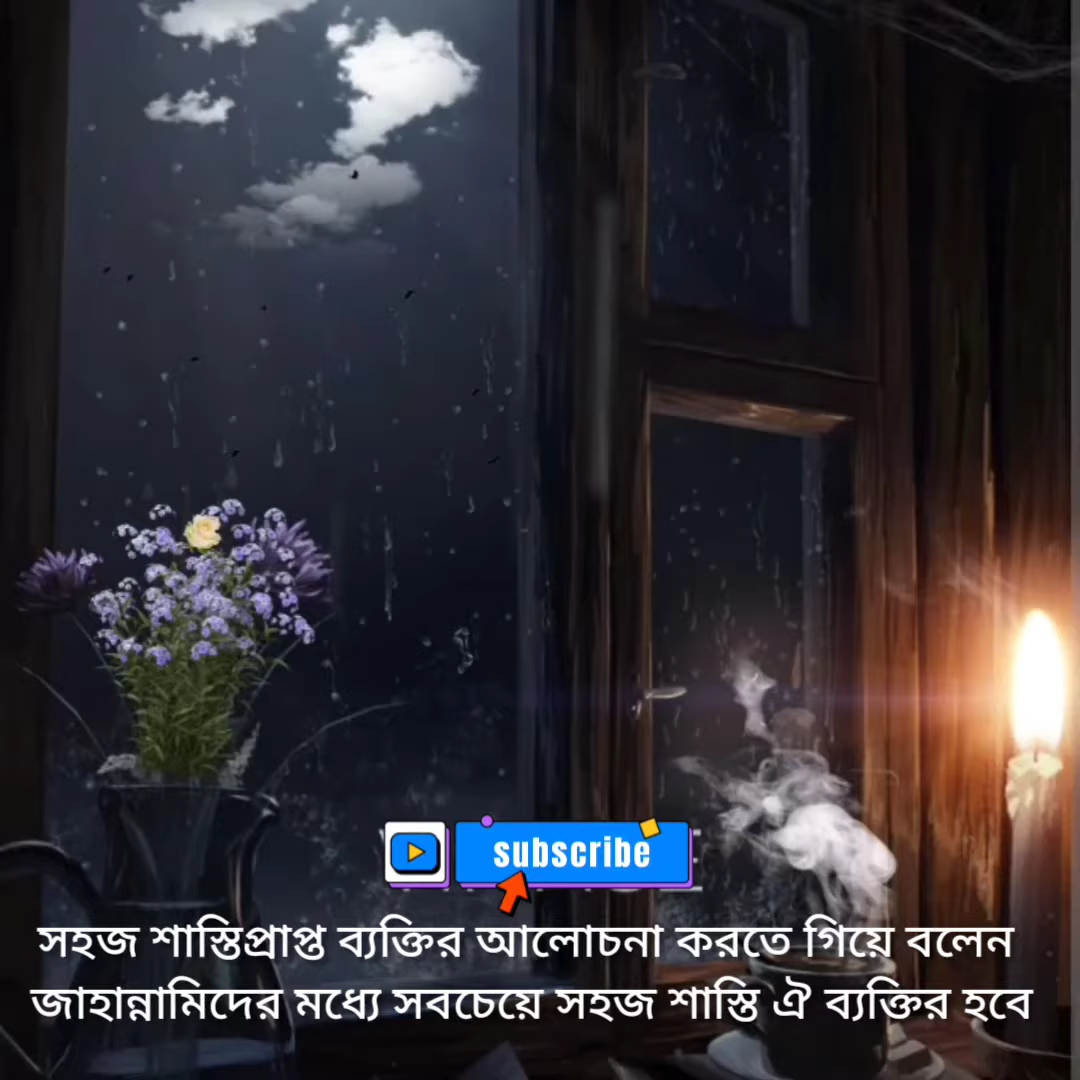 subscribe
সহজ শাস্তিপ্রাপ্ত ব্যক্তির আলোচনা করতে গিয়ে বলেন
জাহান্নামিদের মধ্যে সবচেয়ে সহজ শাস্তি ঐ ব্যক্তির হবে